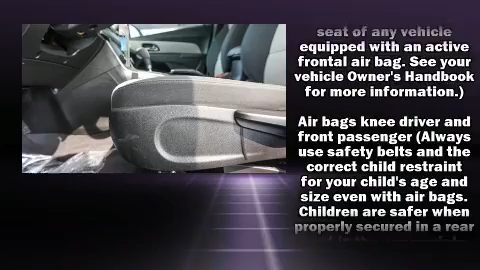 seat of any vehicle
equipped with an active
frontal air bag. See your
vehicle Owner's Handbook
for more information.)
Air bags knee driver and
front passenger (Always
use safety belts and the
correct child restraint
for your child's age and
size even with air bags.
Children are safer when
properly secured in a rear